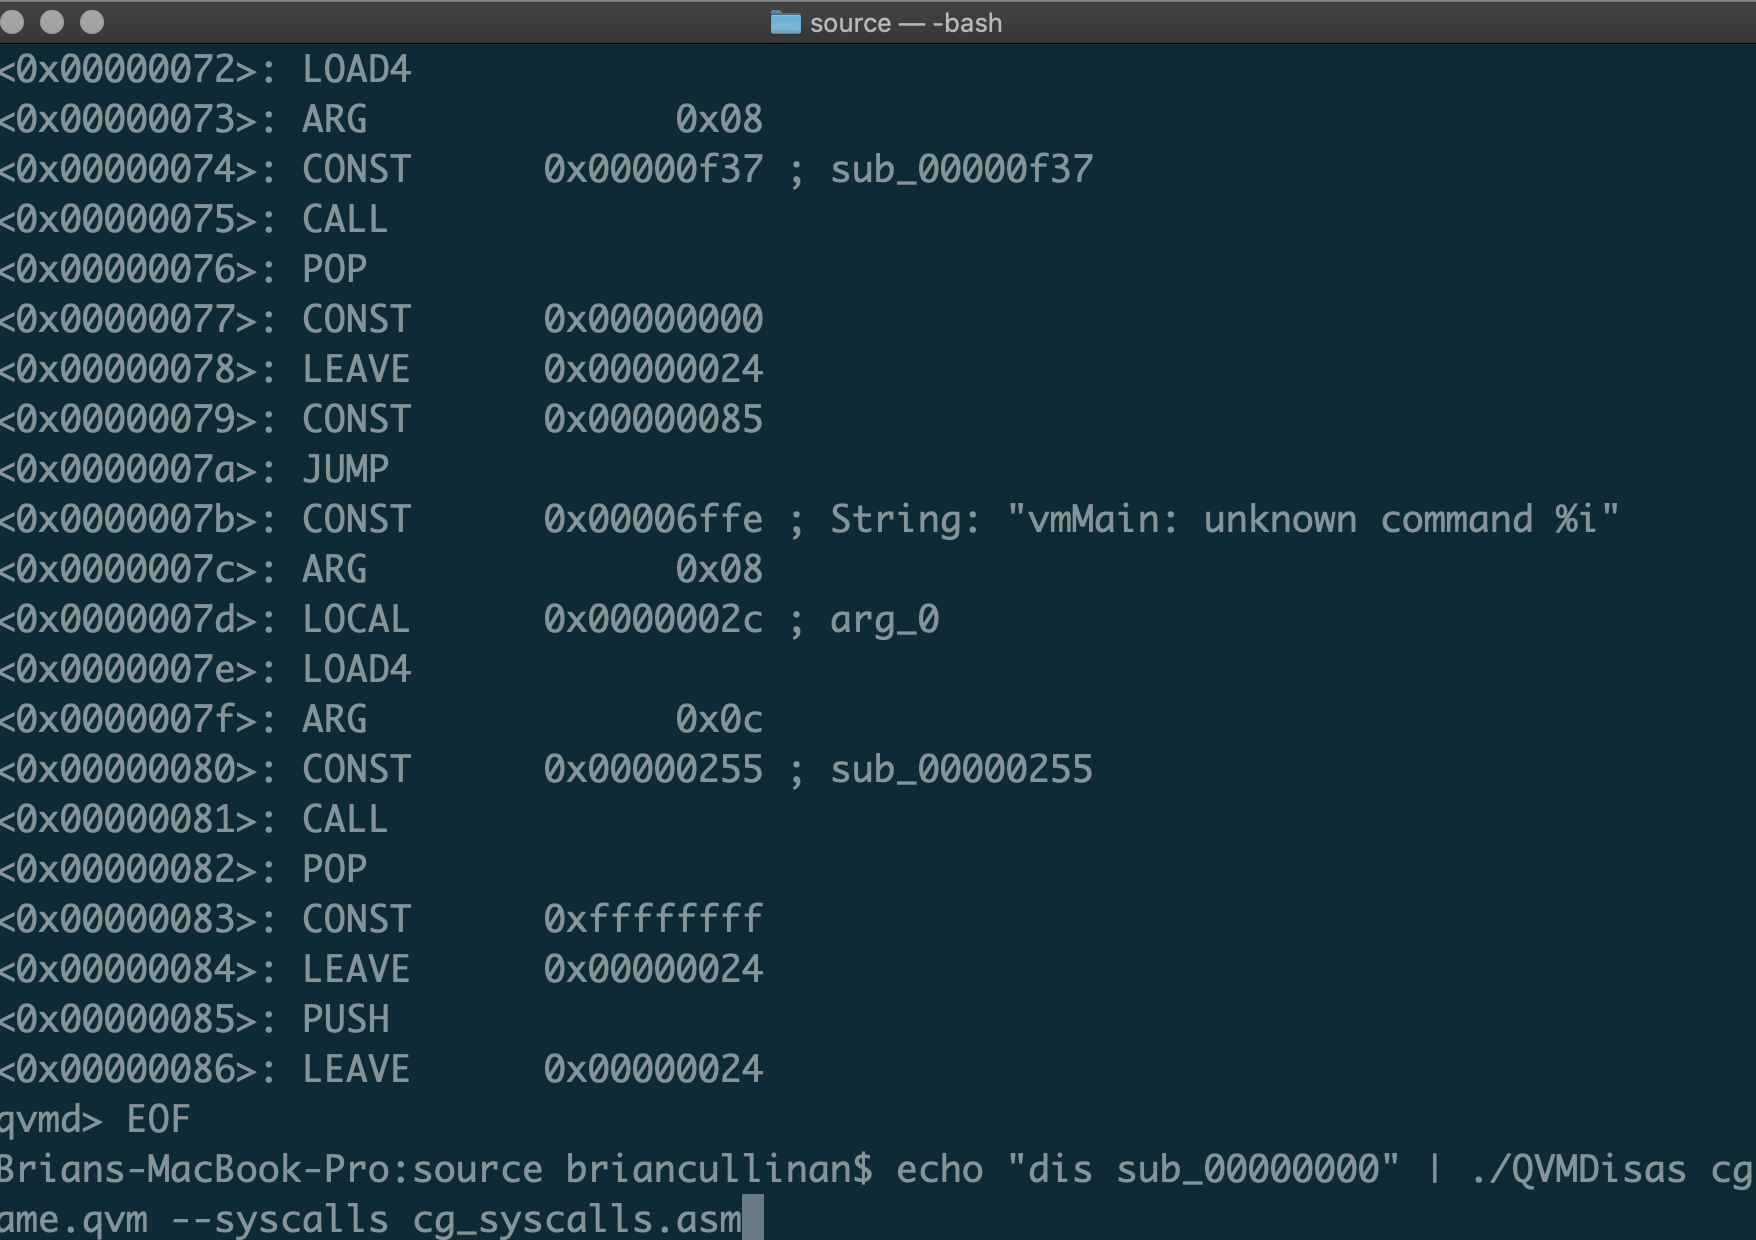 source — -bash
<0x00000072>: LOAD4
<0x00000073>: ARG 0x08
<0x00000074>: CONST 0x00000f37 ; sub_00000f37
<0x00000075>: CALL
<0x00000076>: POP
<0x00000077>: CONST 0x00000000
<0x00000078>: LEAVE 0x00000024
<0x00000079>: CONST 0x00000085
<0x0000007a>: JUMP
<0x0000007b>: CONST 0x00006ffe ; String: "vmMain: unknown command %i"
<0x0000007c>: ARG 0x08
<0x0000007d>: LOCAL 0x0000002c ; arg_0
<0x0000007e>: LOAD4
<0x0000007f>: ARG 0x0c
<0x00000080>: CONST 0x00000255 ; sub_00000255
<0x00000081>: CALL
<0x00000082>: POP
<0x00000083>: CONST 0xffffffff
<0x00000084>: LEAVE 0x00000024
<0x00000085>: PUSH
<0x00000086>: LEAVE 0x00000024
qvmd> EOF
Brians-MacBook-Pro:source briancullinan$ echo "dis sub_00000000" | ./QVMDisas cg
ame.qvm --syscalls cg_syscalls.asm